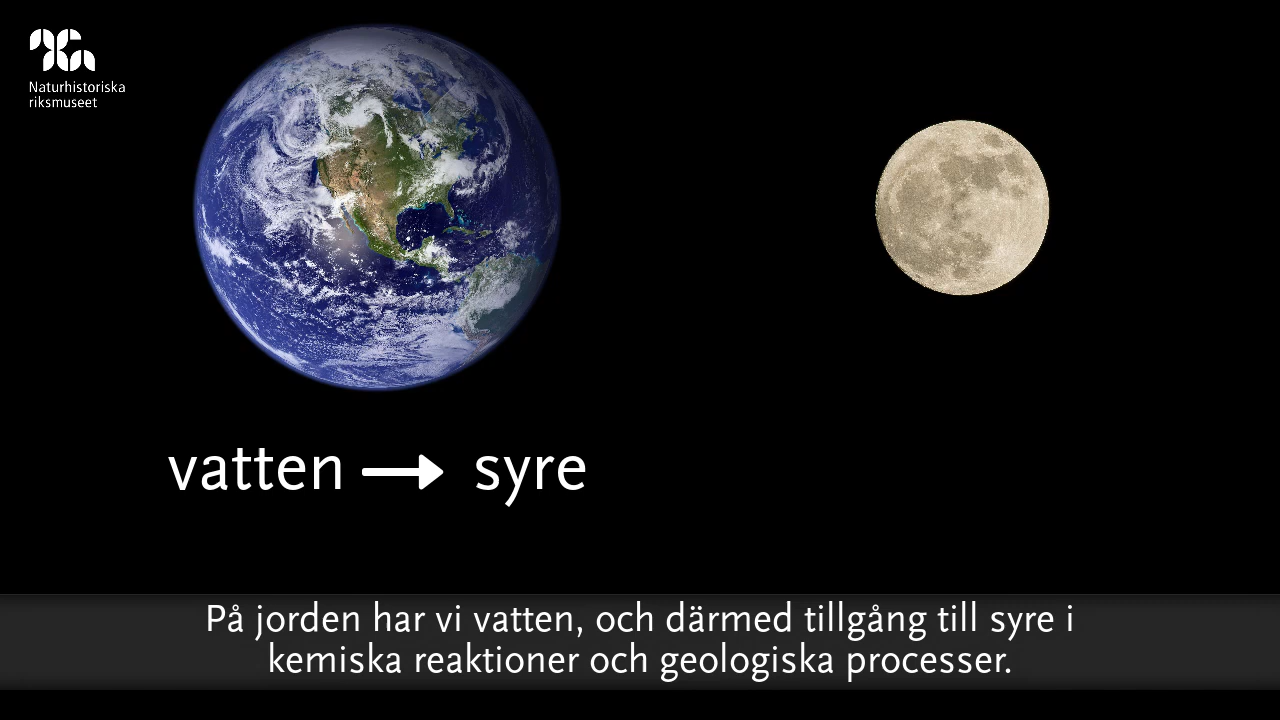 Naturhistoriska
riksmuseet
vatten → syre
På jorden har vi vatten, och därmed tillgång till syre i
kemiska reaktioner och geologiska processer.